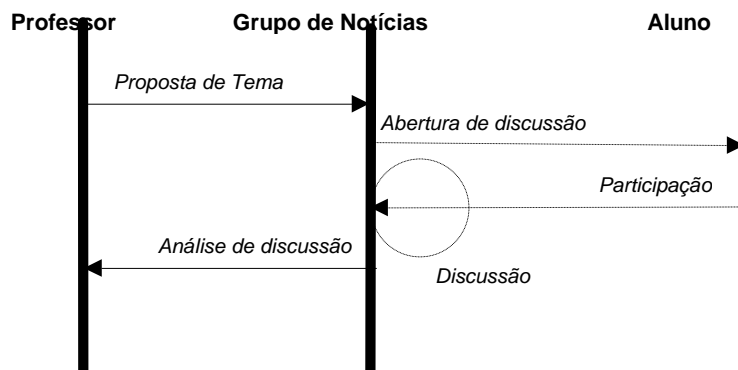 Professor
Grupo de Notícias
Aluno
Proposta de Tema
Abertura de discussão
Participação
Análise de discussão
Discussão